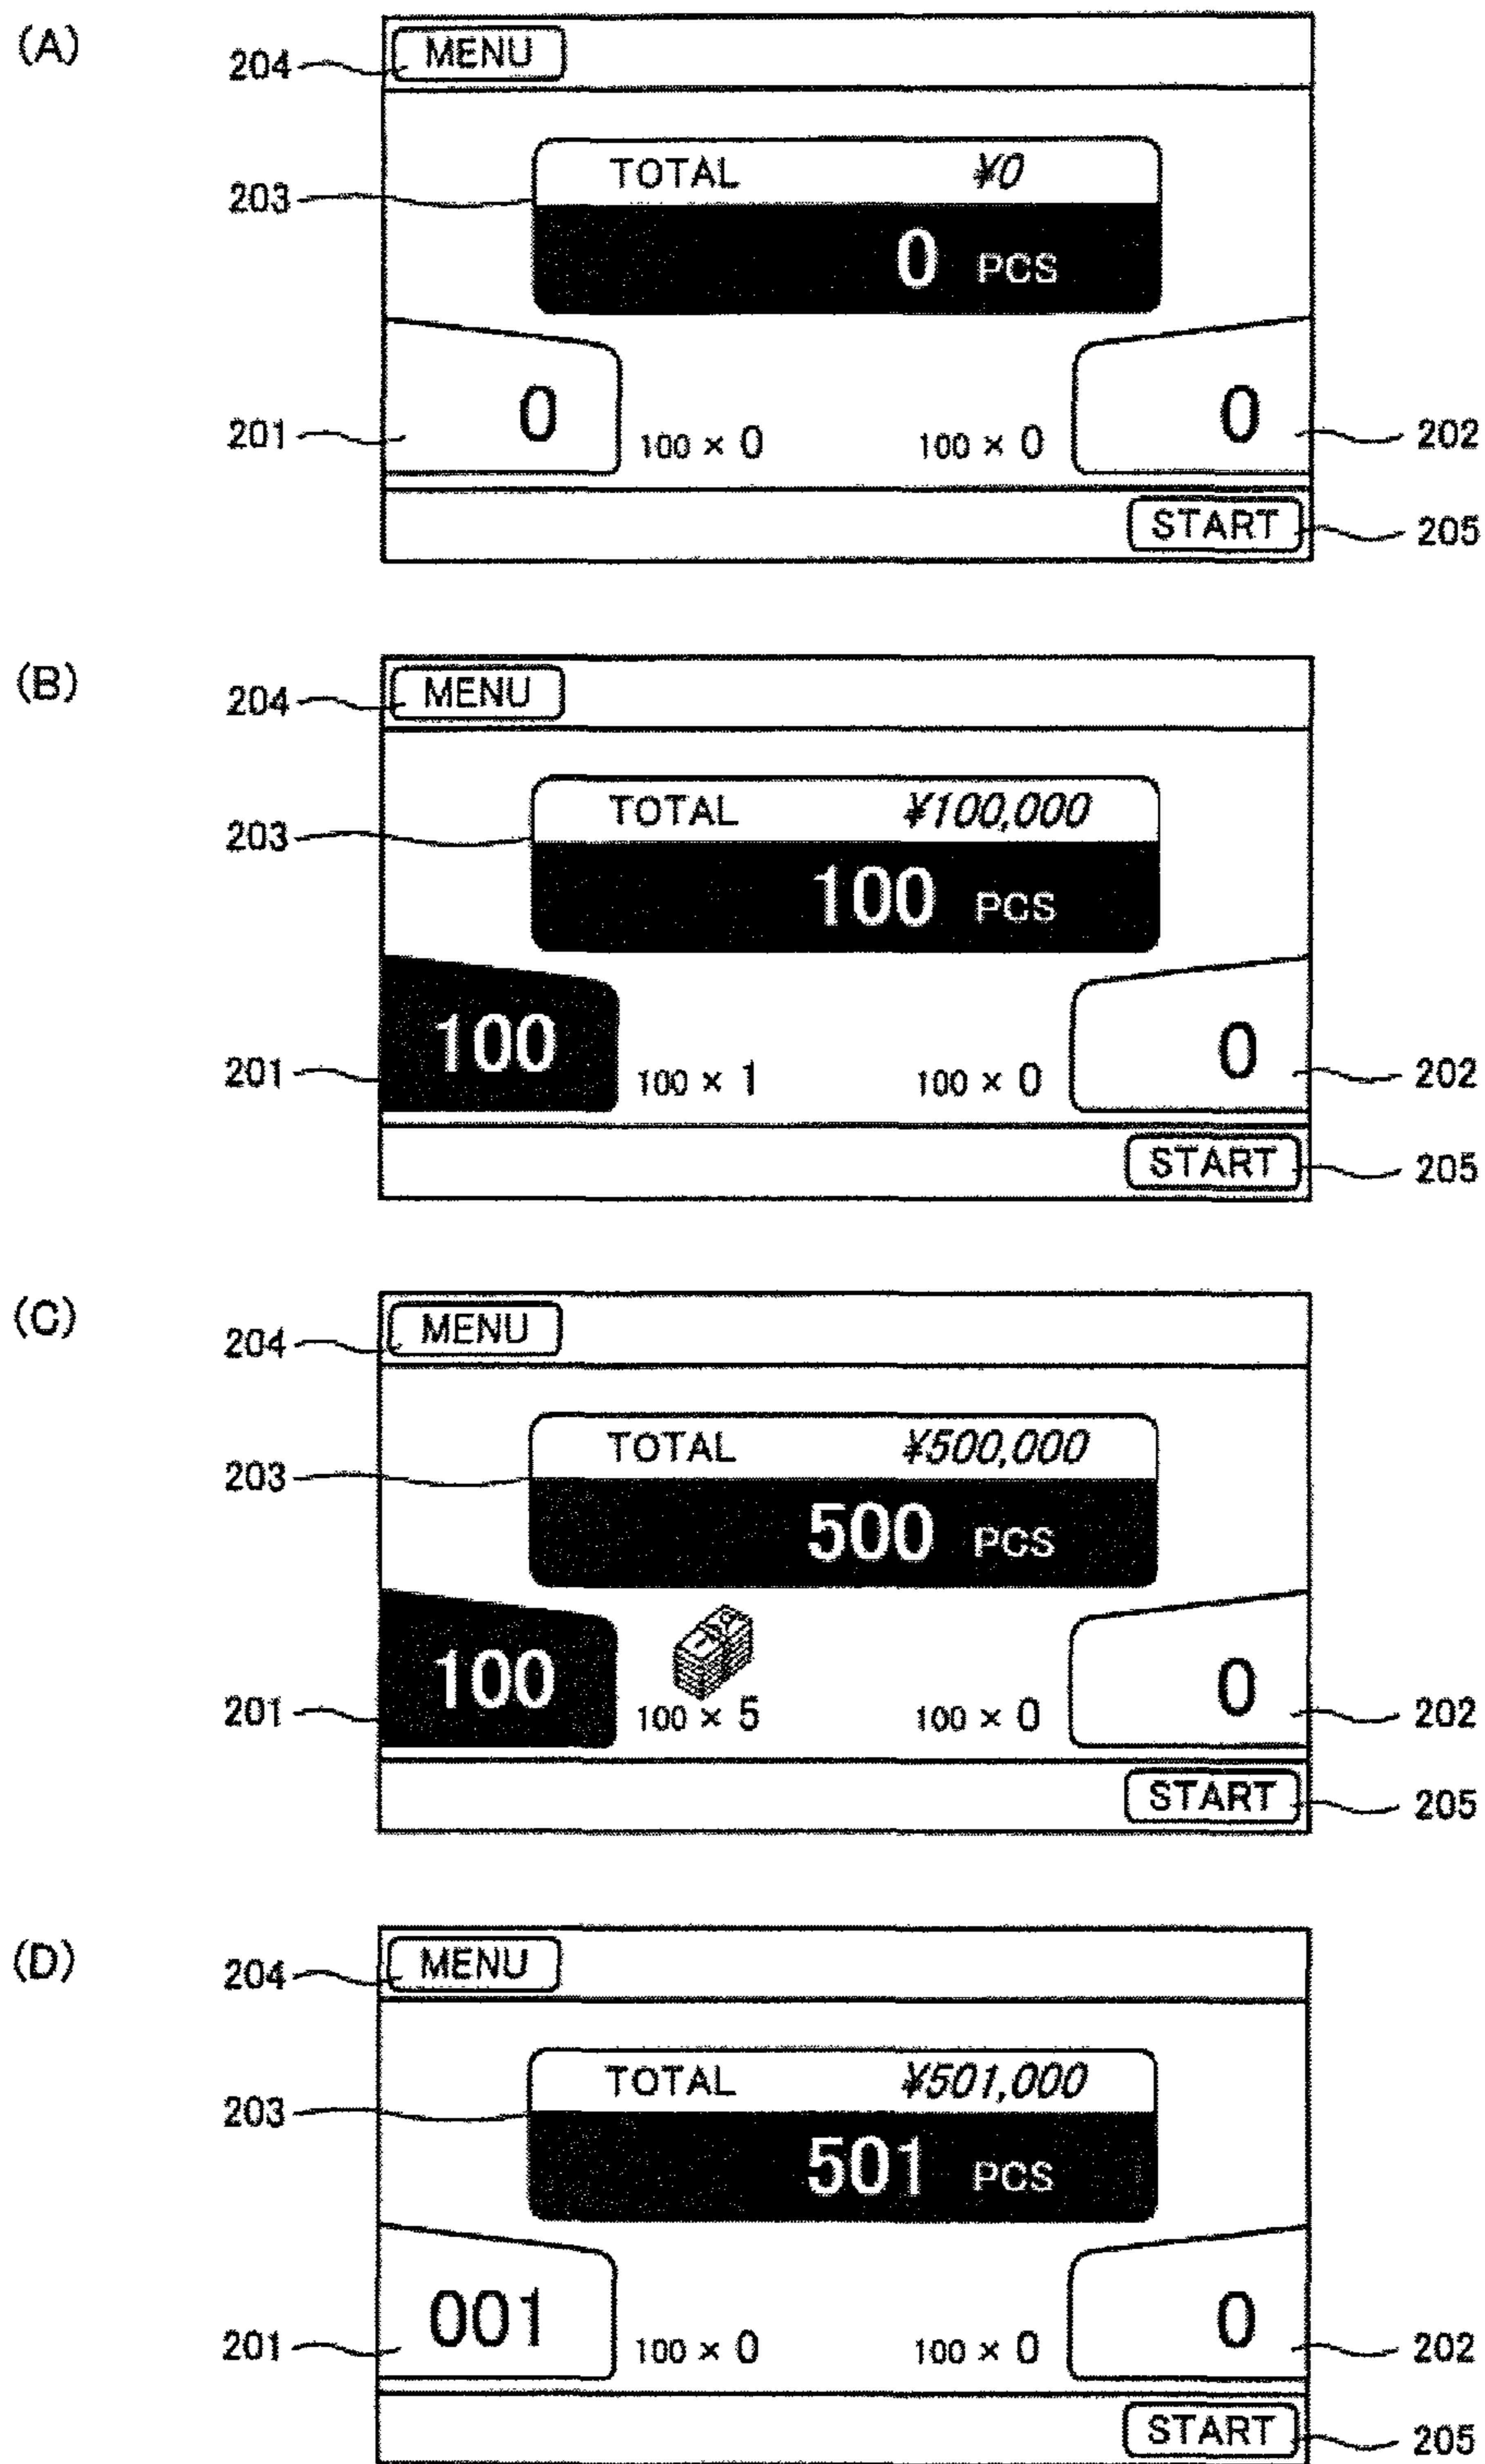 (A)
204 MENU
203 TOTAL ¥0
0 PCS
201 0 100 × 0 100 × 0 0 202
START 205
(B)
204 MENU
203 TOTAL ¥100,000
100 PCS
201 100 100 × 1 100 × 0 0 202
START 205
(C)
204 MENU
203 TOTAL ¥500,000
500 PCS
201 100 100 × 5 100 × 0 0 202
START 205
(D)
204 MENU
203 TOTAL ¥501,000
501 PCS
201 001 100 × 0 100 × 0 0 202
START 205